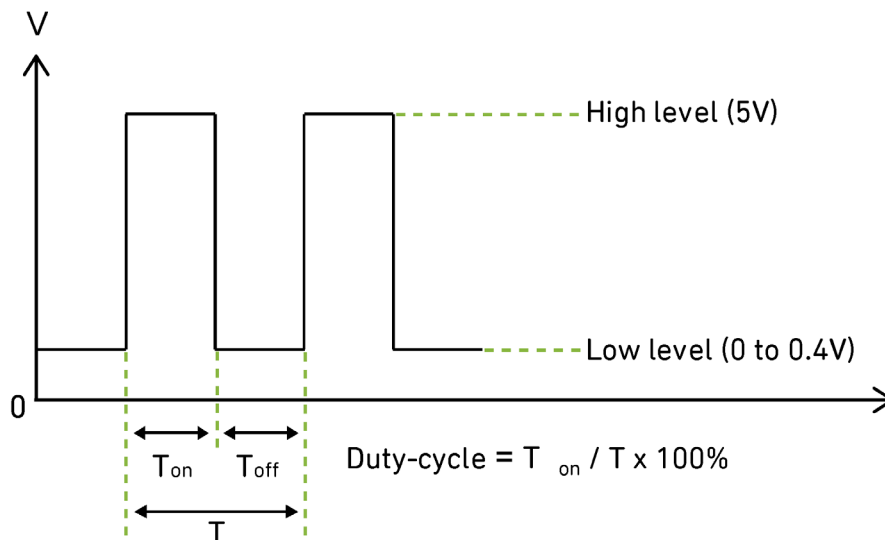 V
High level (5V)
Low level (0 to 0.4V)
0
Ton Toff
Duty-cycle = T on / T x 100%
T